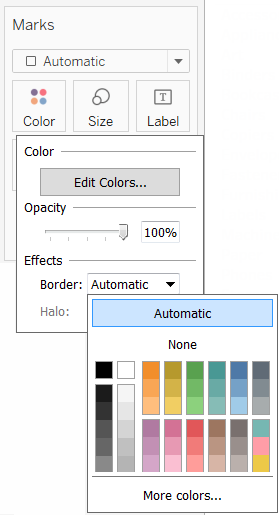 Marks
Automatic
Color Size Label
Color
Edit Colors...
Opacity
100%
Effects
Border: Automatic
Halo:
Automatic
None
More colors...